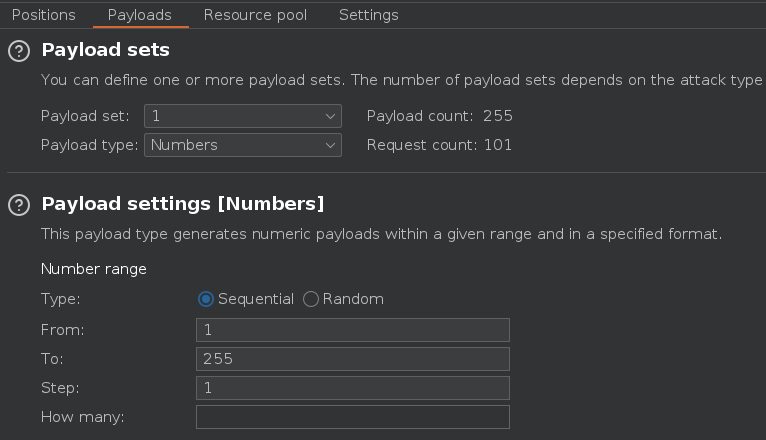 Positions Payloads Resource pool Settings
? Payload sets
You can define one or more payload sets. The number of payload sets depends on the attack type
Payload set: 1 Payload count: 255
Payload type: Numbers Request count: 101
? Payload settings [Numbers]
This payload type generates numeric payloads within a given range and in a specified format.
Number range
Type: Sequential Random
From: 1
To: 255
Step: 1
How many: